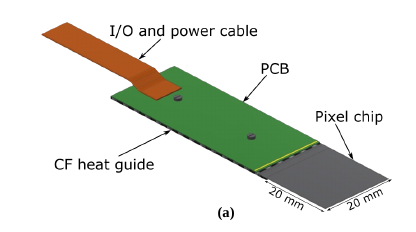 I/O and power cable
PCB
Pixel chip
CF heat guide
20 mm
20 mm
(a)